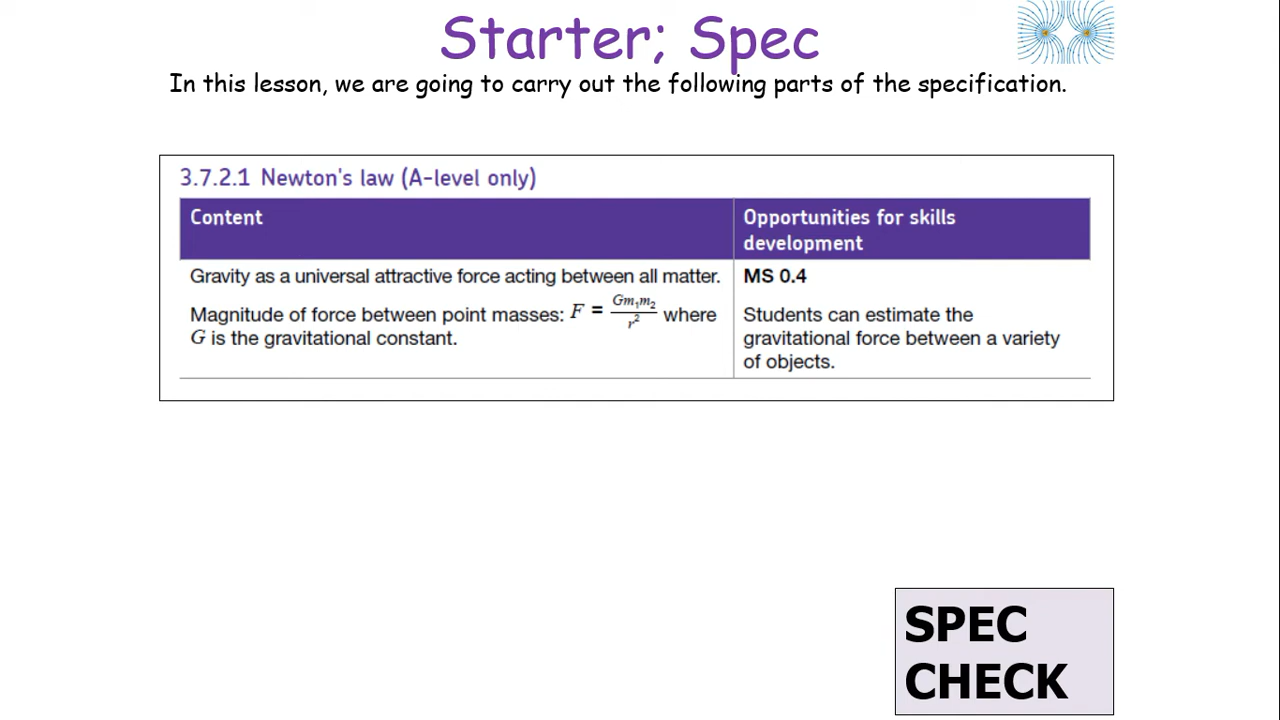 Starter; Spec
In this lesson, we are going to carry out the following parts of the specification.
3.7.2.1 Newton's law (A-level only)
Content
Opportunities for skills
development
Gravity as a universal attractive force acting between all matter.
MS 0.4
Magnitude of force between point masses: F = Gm₁m₂/r² where
G is the gravitational constant.
Students can estimate the
gravitational force between a variety
of objects.
SPEC
CHECK